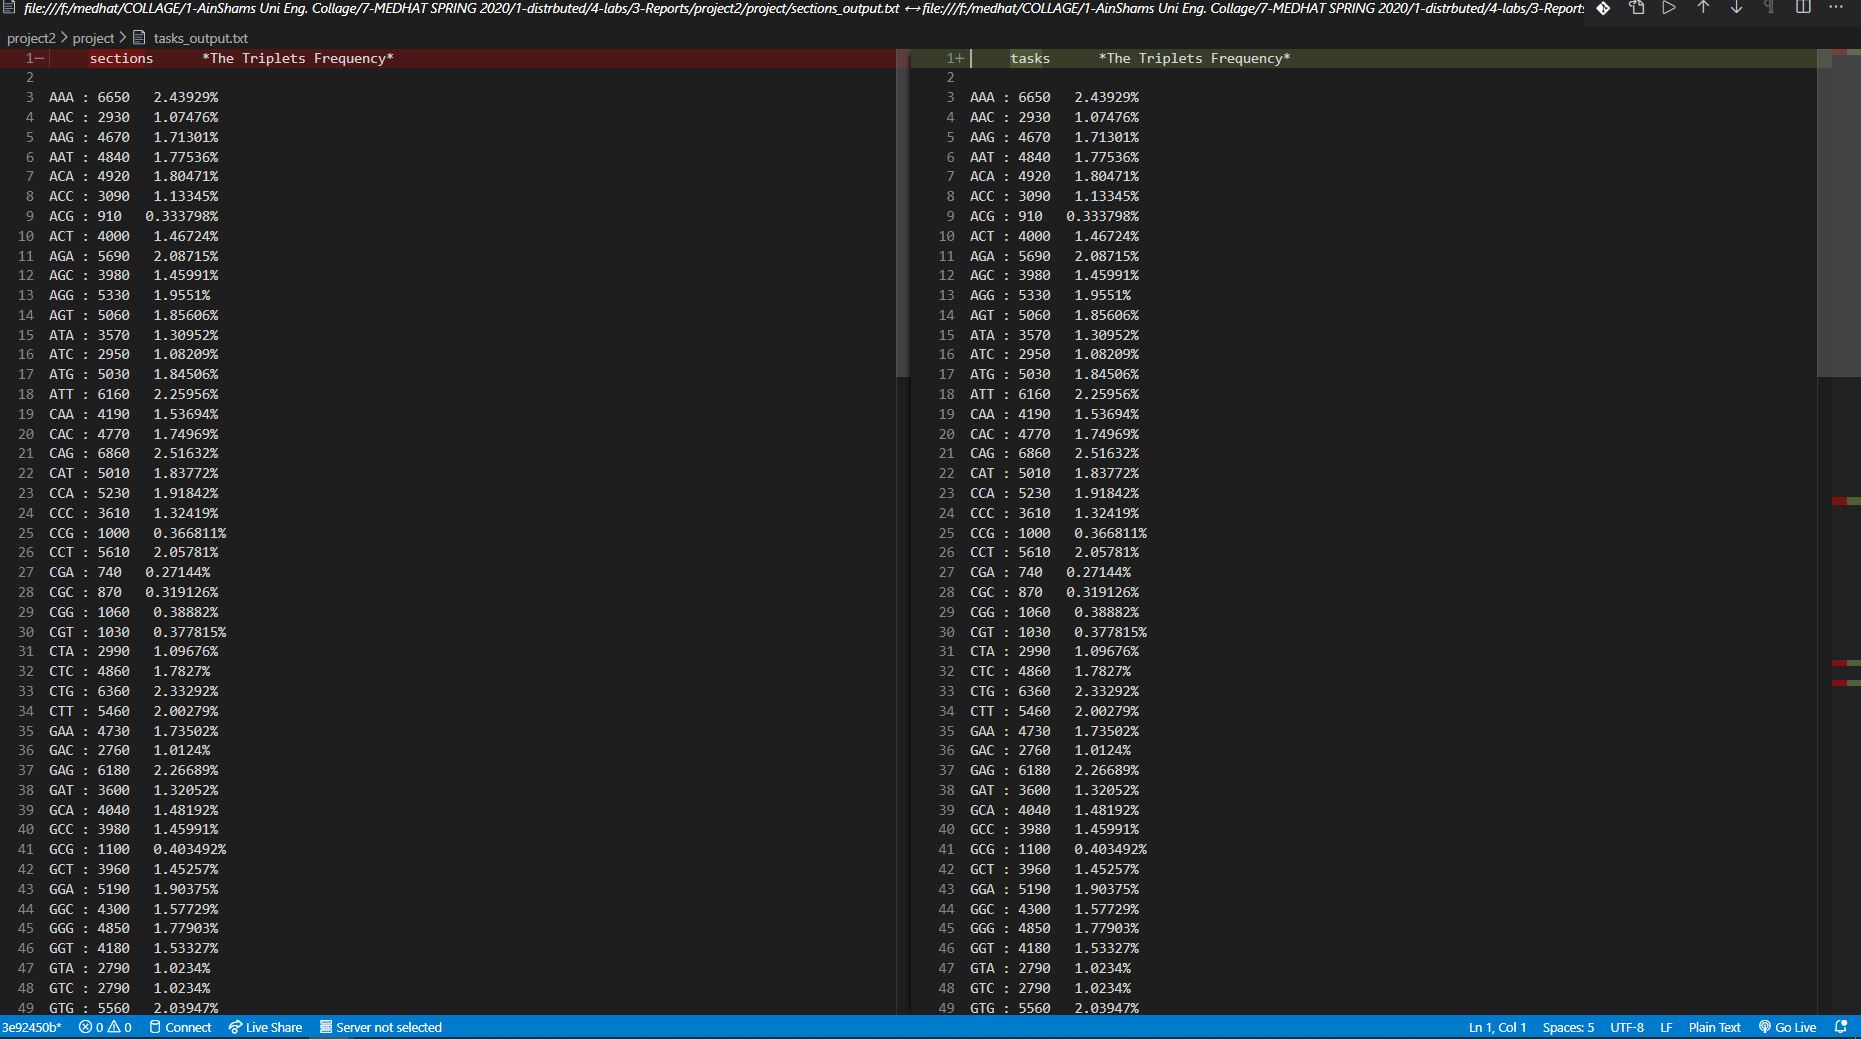 file:///f:/medhat/COLLAGE/1-AinShams Uni Eng. Collage/7-MEDHAT SPRING 2020/1-distrbuted/4-labs/3-Reports/project2/project/sections_output.txt ↔ file:///f:/medhat/COLLAGE/1-AinShams Uni Eng. Collage/7-MEDHAT SPRING 2020/1-distrbuted/4-labs/3-Reports
project2 > project > tasks_output.txt
1− sections *The Triplets Frequency*
2
3 AAA : 6650 2.43929%
4 AAC : 2930 1.07476%
5 AAG : 4670 1.71301%
6 AAT : 4840 1.77536%
7 ACA : 4920 1.80471%
8 ACC : 3090 1.13345%
9 ACG : 910 0.333798%
10 ACT : 4000 1.46724%
11 AGA : 5690 2.08715%
12 AGC : 3980 1.45991%
13 AGG : 5330 1.9551%
14 AGT : 5060 1.85606%
15 ATA : 3570 1.30952%
16 ATC : 2950 1.08209%
17 ATG : 5030 1.84506%
18 ATT : 6160 2.25956%
19 CAA : 4190 1.53694%
20 CAC : 4770 1.74969%
21 CAG : 6860 2.51632%
22 CAT : 5010 1.83772%
23 CCA : 5230 1.91842%
24 CCC : 3610 1.32419%
25 CCG : 1000 0.366811%
26 CCT : 5610 2.05781%
27 CGA : 740 0.27144%
28 CGC : 870 0.319126%
29 CGG : 1060 0.38882%
30 CGT : 1030 0.377815%
31 CTA : 2990 1.09676%
32 CTC : 4860 1.7827%
33 CTG : 6360 2.33292%
34 CTT : 5460 2.00279%
35 GAA : 4730 1.73502%
36 GAC : 2760 1.0124%
37 GAG : 6180 2.26689%
38 GAT : 3600 1.32052%
39 GCA : 4040 1.48192%
40 GCC : 3980 1.45991%
41 GCG : 1100 0.403492%
42 GCT : 3960 1.45257%
43 GGA : 5190 1.90375%
44 GGC : 4300 1.57729%
45 GGG : 4850 1.77903%
46 GGT : 4180 1.53327%
47 GTA : 2790 1.0234%
48 GTC : 2790 1.0234%
49 GTG : 5560 2.03947%
1+ tasks *The Triplets Frequency*
2
3 AAA : 6650 2.43929%
4 AAC : 2930 1.07476%
5 AAG : 4670 1.71301%
6 AAT : 4840 1.77536%
7 ACA : 4920 1.80471%
8 ACC : 3090 1.13345%
9 ACG : 910 0.333798%
10 ACT : 4000 1.46724%
11 AGA : 5690 2.08715%
12 AGC : 3980 1.45991%
13 AGG : 5330 1.9551%
14 AGT : 5060 1.85606%
15 ATA : 3570 1.30952%
16 ATC : 2950 1.08209%
17 ATG : 5030 1.84506%
18 ATT : 6160 2.25956%
19 CAA : 4190 1.53694%
20 CAC : 4770 1.74969%
21 CAG : 6860 2.51632%
22 CAT : 5010 1.83772%
23 CCA : 5230 1.91842%
24 CCC : 3610 1.32419%
25 CCG : 1000 0.366811%
26 CCT : 5610 2.05781%
27 CGA : 740 0.27144%
28 CGC : 870 0.319126%
29 CGG : 1060 0.38882%
30 CGT : 1030 0.377815%
31 CTA : 2990 1.09676%
32 CTC : 4860 1.7827%
33 CTG : 6360 2.33292%
34 CTT : 5460 2.00279%
35 GAA : 4730 1.73502%
36 GAC : 2760 1.0124%
37 GAG : 6180 2.26689%
38 GAT : 3600 1.32052%
39 GCA : 4040 1.48192%
40 GCC : 3980 1.45991%
41 GCG : 1100 0.403492%
42 GCT : 3960 1.45257%
43 GGA : 5190 1.90375%
44 GGC : 4300 1.57729%
45 GGG : 4850 1.77903%
46 GGT : 4180 1.53327%
47 GTA : 2790 1.0234%
48 GTC : 2790 1.0234%
49 GTG : 5560 2.03947%
3e92450b* 0 0 Connect Live Share Server not selected Ln 1, Col 1 Spaces: 5 UTF-8 LF Plain Text Go Live